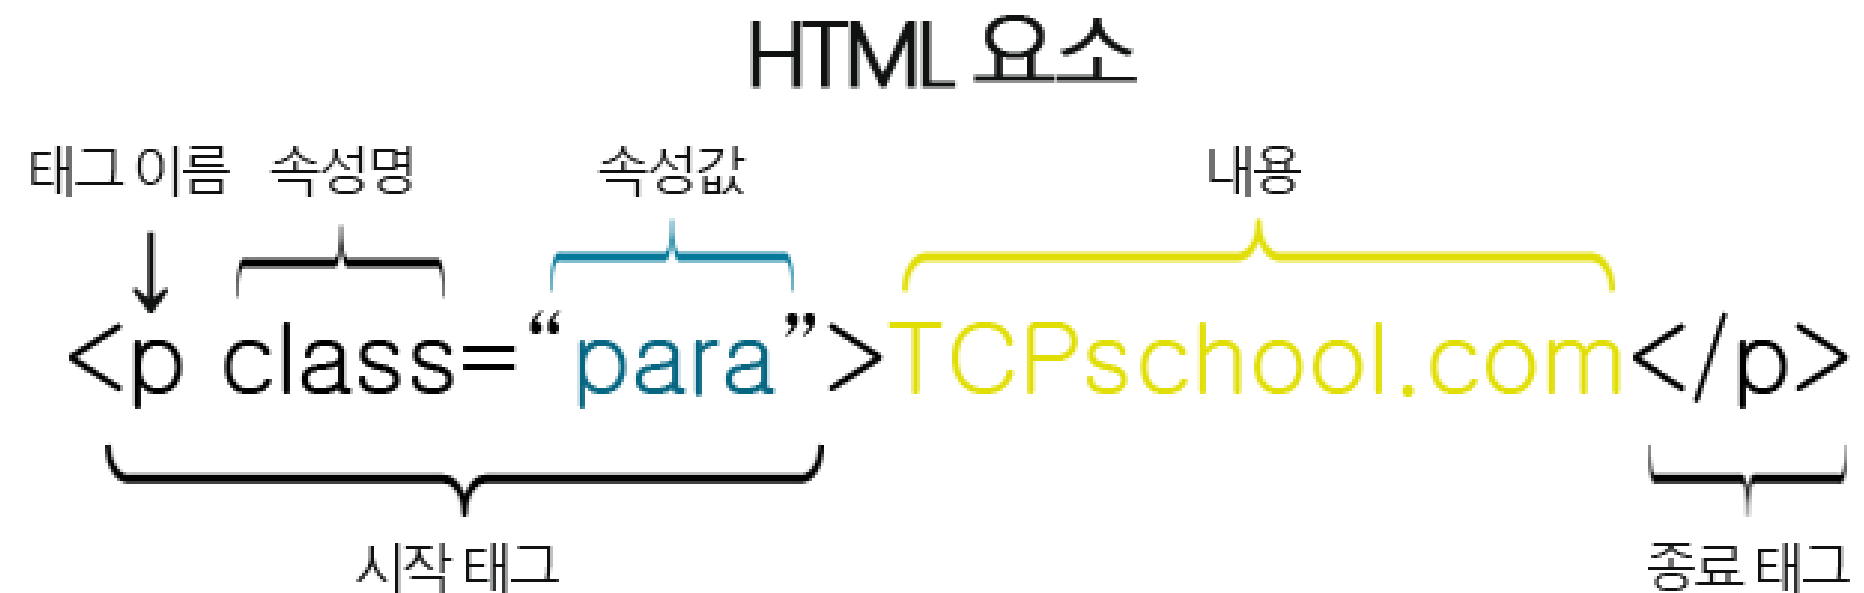 HTML 요소
태그 이름 속성명 속성값 내용
<p class=“para”>TCPschool.com</p>
시작 태그 종료 태그